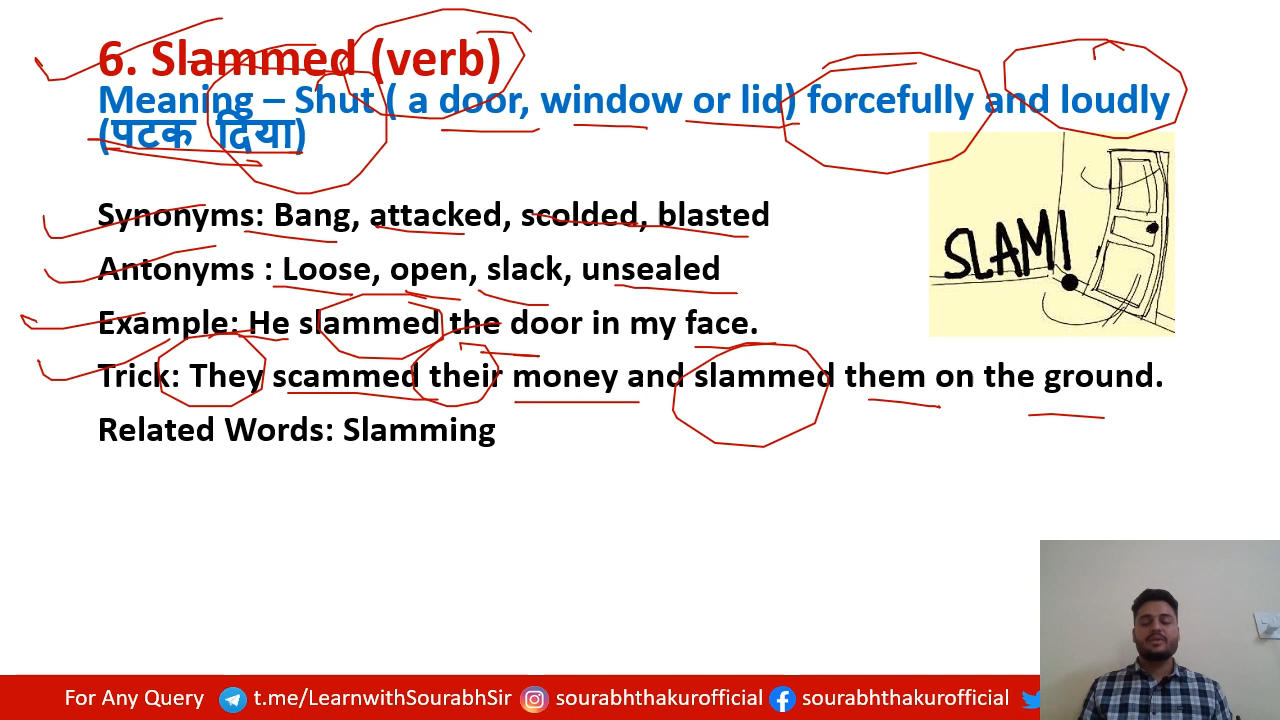 6. Slammed (verb)
Meaning – Shut ( a door, window or lid) forcefully and loudly
(पटक दिया)
SLAM!
Synonyms: Bang, attacked, scolded, blasted
Antonyms : Loose, open, slack, unsealed
Example: He slammed the door in my face.
Trick: They scammed their money and slammed them on the ground.
Related Words: Slamming
For Any Query t.me/LearnwithSourabhSir sourabhthakurofficial sourabhthakurofficial